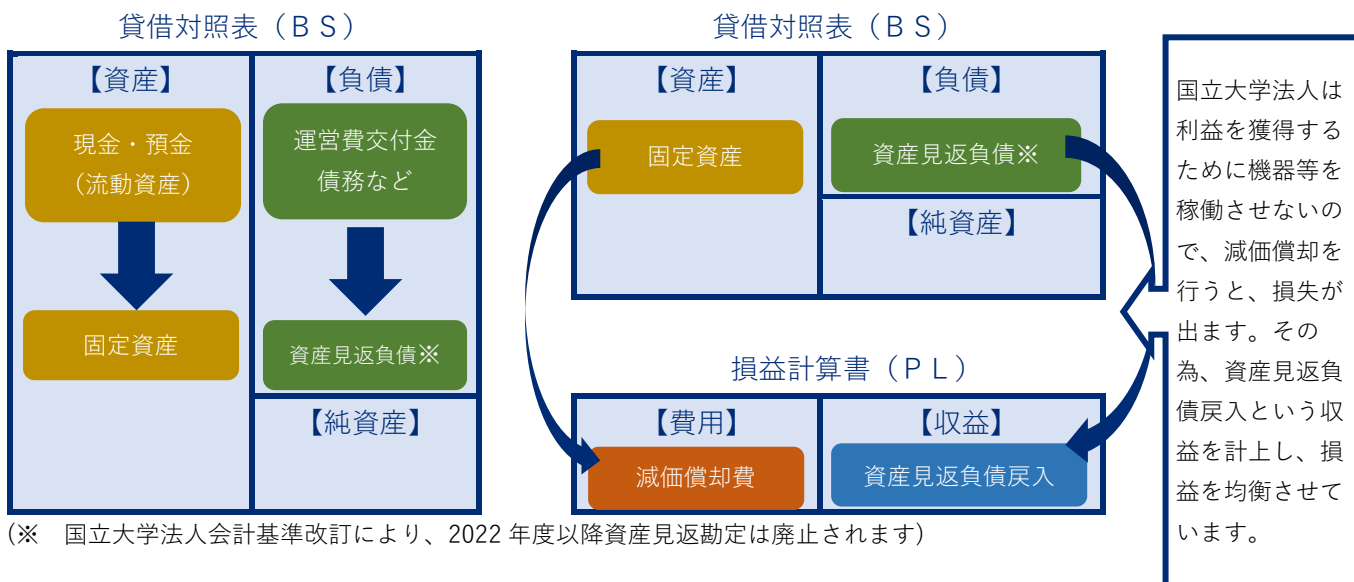 貸借対照表（ＢＳ）
【資産】
【負債】
現金・預金
（流動資産）
運営費交付金
債務など
固定資産
資産見返負債※
【純資産】
貸借対照表（ＢＳ）
【資産】
【負債】
固定資産
資産見返負債※
【純資産】
損益計算書（ＰＬ）
【費用】
【収益】
減価償却費
資産見返負債戻入
国立大学法人は
利益を獲得する
ために機器等を
稼働させないの
で、減価償却を
行うと、損失が
出ます。その
為、資産見返負
債戻入という収
益を計上し、損
益を均衡させて
います。
(※　国立大学法人会計基準改訂により、2022 年度以降資産見返勘定は廃止されます)